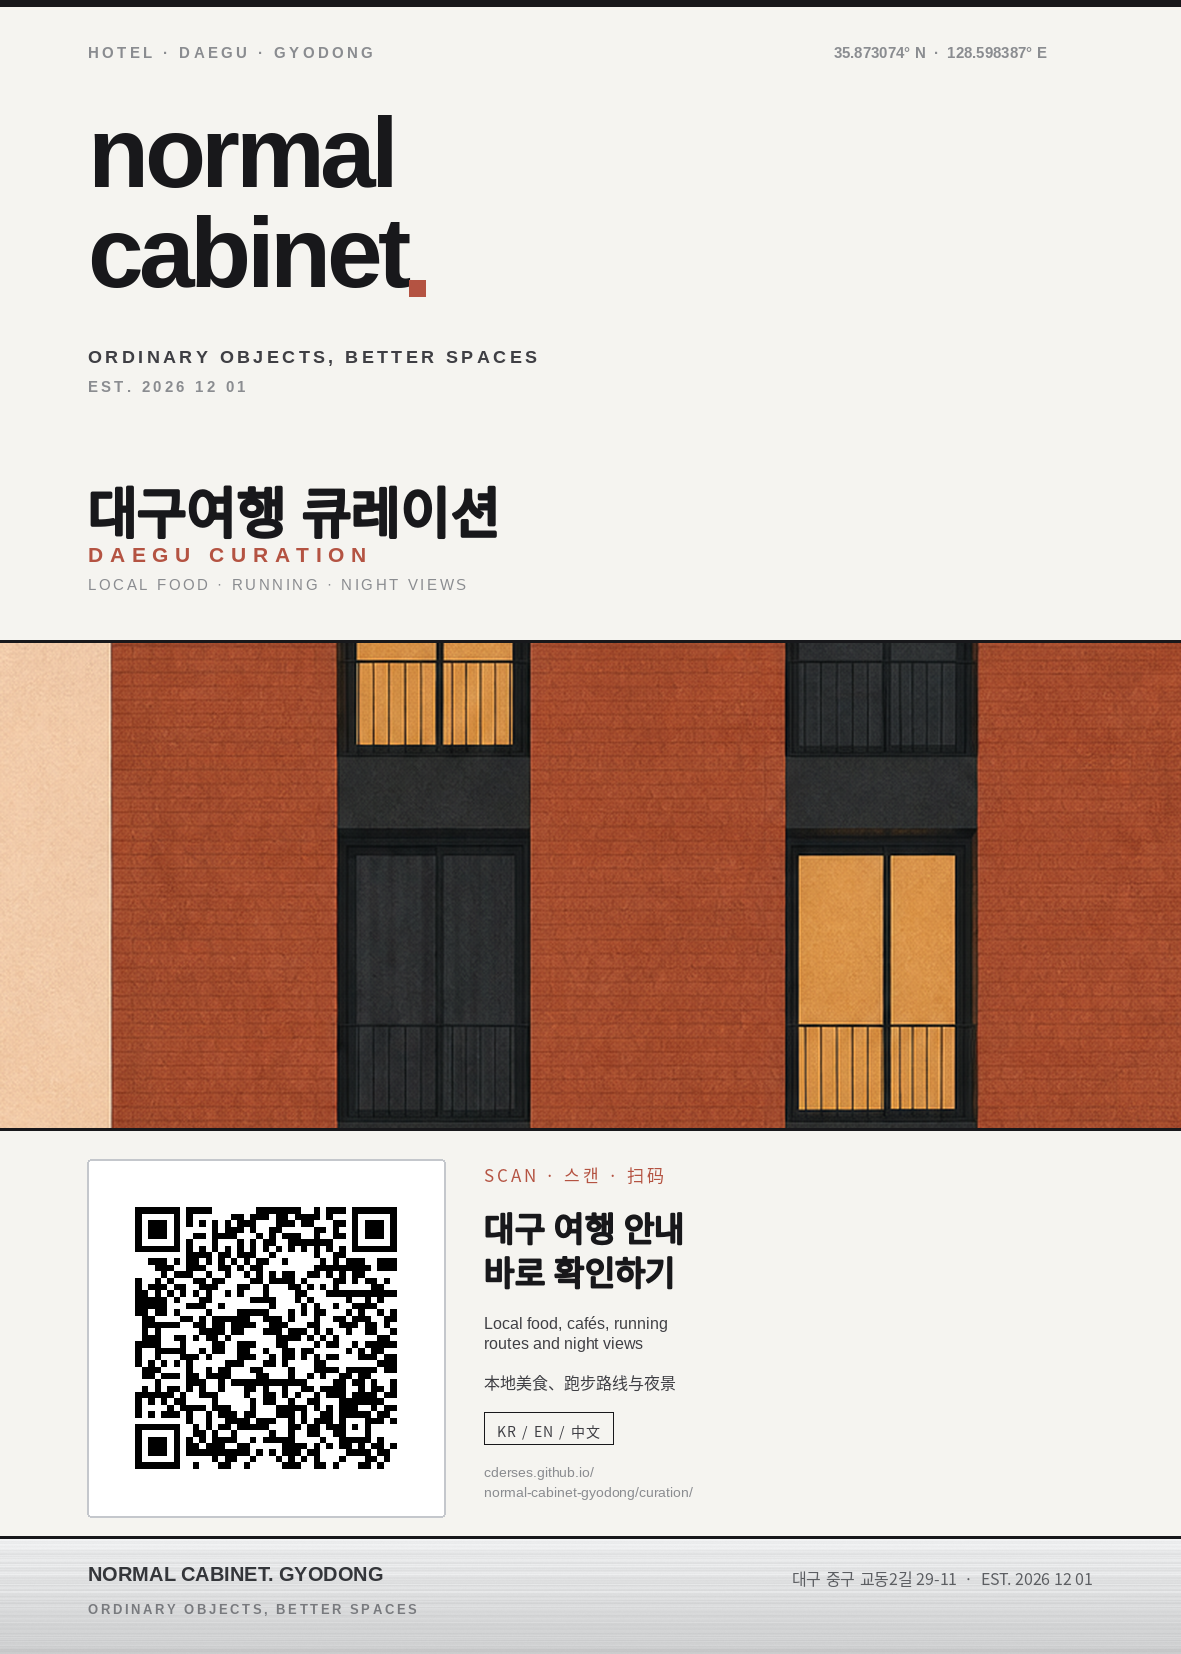 HOTEL · DAEGU · GYODONG
35.873074° N · 128.598387° E
normal
cabinet.
ORDINARY OBJECTS, BETTER SPACES
EST. 2026 12 01
대구여행 큐레이션
DAEGU CURATION
LOCAL FOOD · RUNNING · NIGHT VIEWS
SCAN · 스캔 · 扫码
대구 여행 안내
바로 확인하기
Local food, cafés, running
routes and night views
本地美食、跑步路线与夜景
KR / EN / 中文
cderses.github.io/
normal-cabinet-gyodong/curation/
NORMAL CABINET. GYODONG
대구 중구 교동2길 29-11 · EST. 2026 12 01
ORDINARY OBJECTS, BETTER SPACES